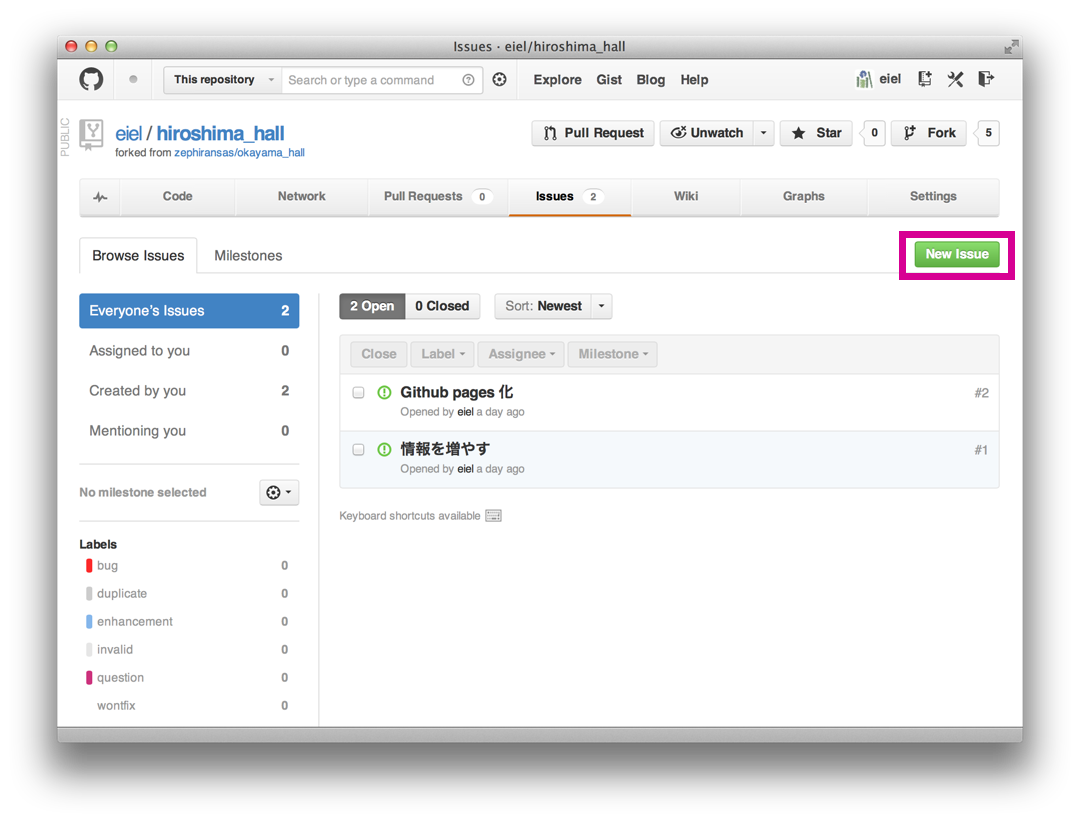 Issues · eiel/hiroshima_hall
This repository Search or type a command Explore Gist Blog Help eiel
PUBLIC
eiel / hiroshima_hall Pull Request Unwatch Star 0 Fork 5
forked from zephiransas/okayama_hall
Code Network Pull Requests 0 Issues 2 Wiki Graphs Settings
Browse Issues Milestones New Issue
Everyone's Issues 2
Assigned to you 0
Created by you 2
Mentioning you 0
No milestone selected
Labels
bug 0
duplicate 0
enhancement 0
invalid 0
question 0
wontfix 0
2 Open 0 Closed Sort: Newest
Close Label Assignee Milestone
Github pages 化 #2
Opened by eiel a day ago
情報を増やす #1
Opened by eiel a day ago
Keyboard shortcuts available